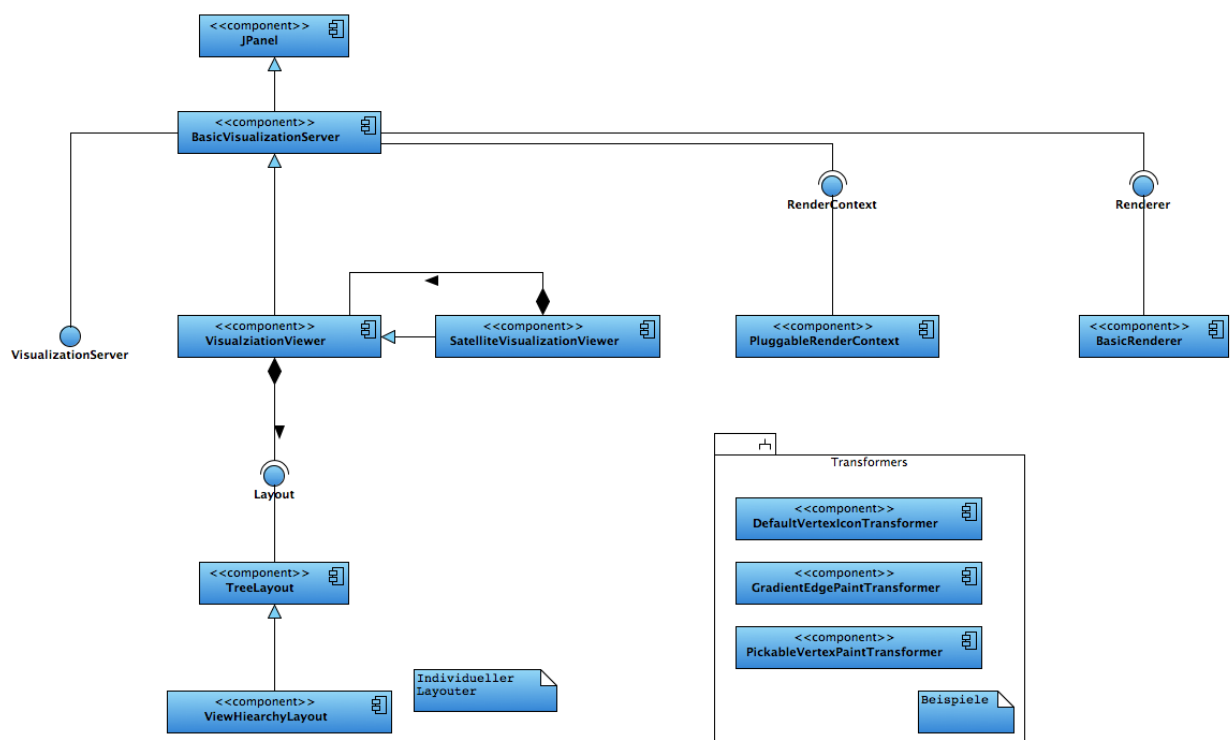 <<component>>
JPanel
<<component>>
BasicVisualizationServer
RenderContext
Renderer
VisualizationServer
<<component>>
VisualziationViewer
<<component>>
SatelliteVisualizationViewer
<<component>>
PluggableRenderContext
<<component>>
BasicRenderer
Layout
Transformers
<<component>>
DefaultVertexIconTransformer
<<component>>
TreeLayout
<<component>>
GradientEdgePaintTransformer
<<component>>
PickableVertexPaintTransformer
Individueller
Layouter
<<component>>
ViewHiearchyLayout
Beispiele